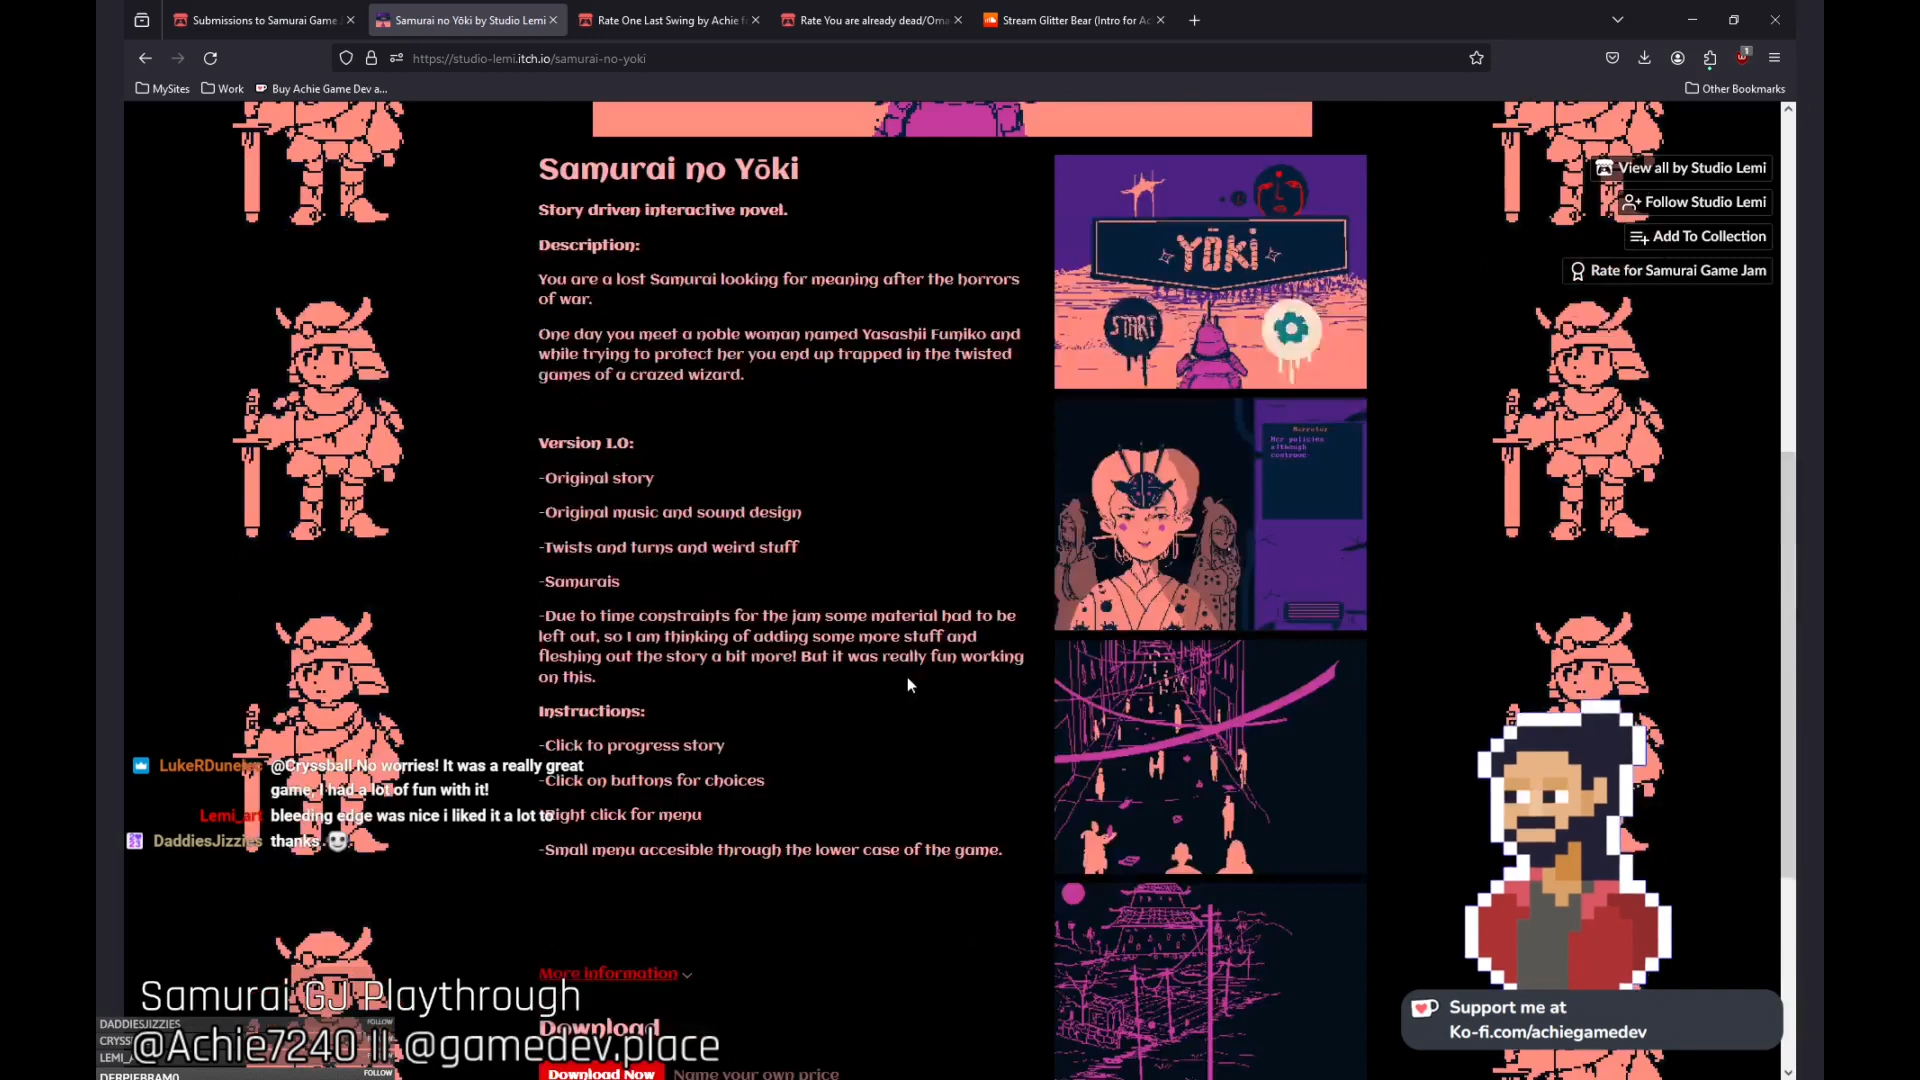 Submissions to Samurai Game J
Samurai no Yōki by Studio Lemi
Rate One Last Swing by Achie f
Rate You are already dead/Oma
Stream Glitter Bear (Intro for Ac
https://studio-lemi.itch.io/samurai-no-yoki
1
MySites
Work
Buy Achie Game Dev a...
Other Bookmarks
Samurai no Yōki
Story driven interactive novel.
Description:
You are a lost Samurai looking for meaning after the horrors
of war.
One day you meet a noble woman named Yasashii Fumiko and
while trying to protect her you end up trapped in the twisted
games of a crazed wizard.
Version 1.0:
-Original story
-Original music and sound design
-Twists and turns and weird stuff
-Samurais
-Due to time constraints for the jam some material had to be
left out, so I am thinking of adding some more stuff and
fleshing out the story a bit more! But it was really fun working
on this.
Instructions:
-Click to progress story
-Click on buttons for choices
-Right click for menu
-Small menu accesible through the lower case of the game.
More information
Download
Download Now
Name your own price
YŌKI
START
Narrator
Her policies
although
View all by Studio Lemi
Follow Studio Lemi
Add To Collection
Rate for Samurai Game Jam
@Cryssball No worries! It was a really great
game, I had a lot of fun with it!
bleeding edge was nice i liked it a lot to
DaddiesJizzies thanks
Samurai GJ Playthrough
@Achie7240 || @gamedev.place
DADDIESJIZZIES FOLLOW
FOLLOW
DERPIEBRAM0 FOLLOW
Support me at
Ko-fi.com/achiegamedev